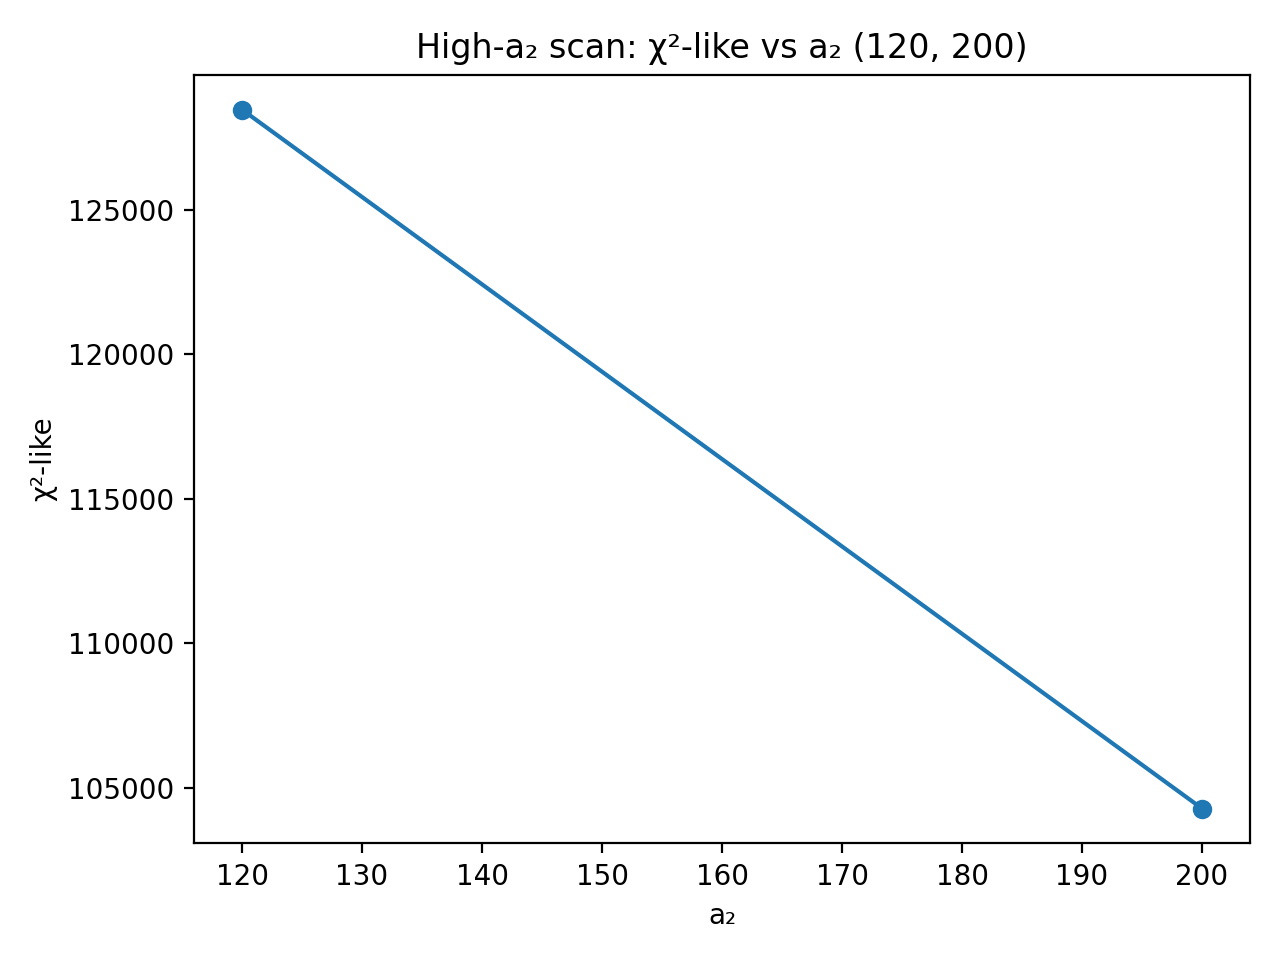 High-a₂ scan: χ²-like vs a₂ (120, 200)
χ²-like
125000
120000
115000
110000
105000
120 130 140 150 160 170 180 190 200
a₂